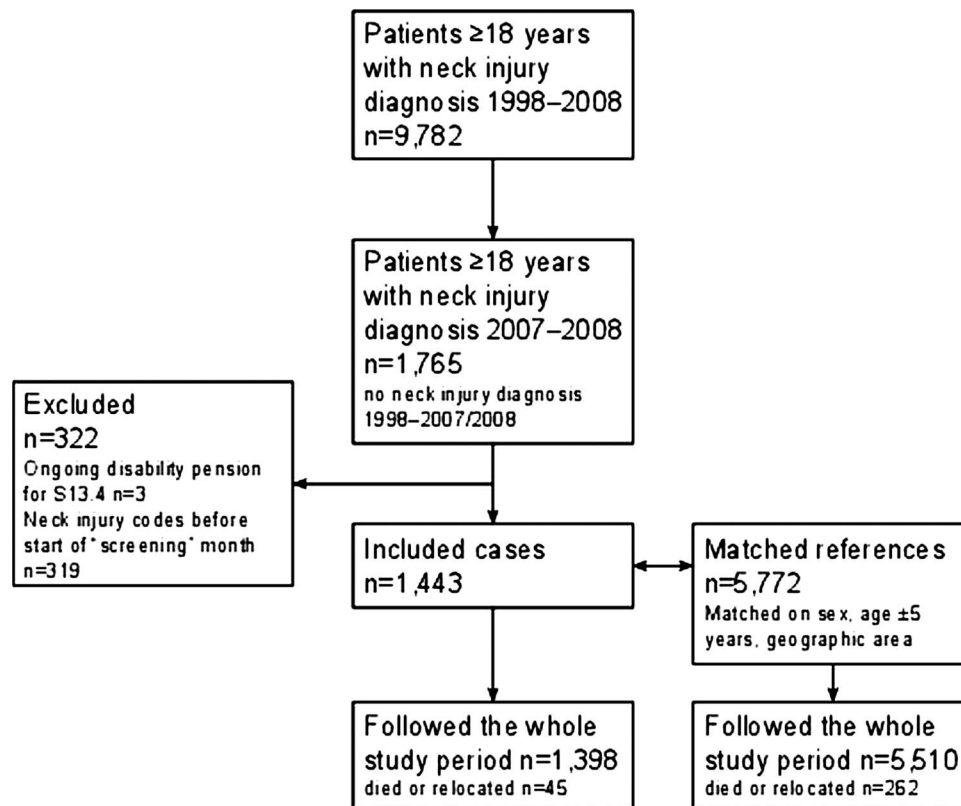 Patients ≥18 years
with neck injury
diagnosis 1998–2008
n=9,782
Patients ≥18 years
with neck injury
diagnosis 2007–2008
n=1,765
no neck injury diagnosis
1998–2007/2008
Excluded
n=322
Ongoing disability pension
for S13.4 n=3
Neck injury codes before
start of "screening" month
n=319
Included cases
n=1,443
Matched references
n=5,772
Matched on sex, age ±5
years, geographic area
Followed the whole
study period n=1,398
died or relocated n=45
Followed the whole
study period n=5,510
died or relocated n=262